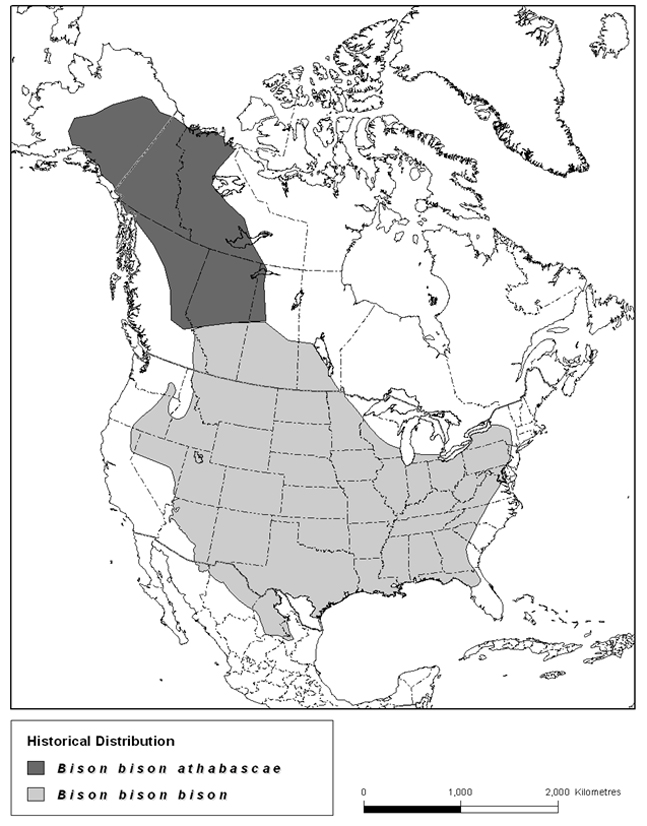 Historical Distribution
Bison bison athabascae
Bison bison bison
0 1,000 2,000 Kilometres